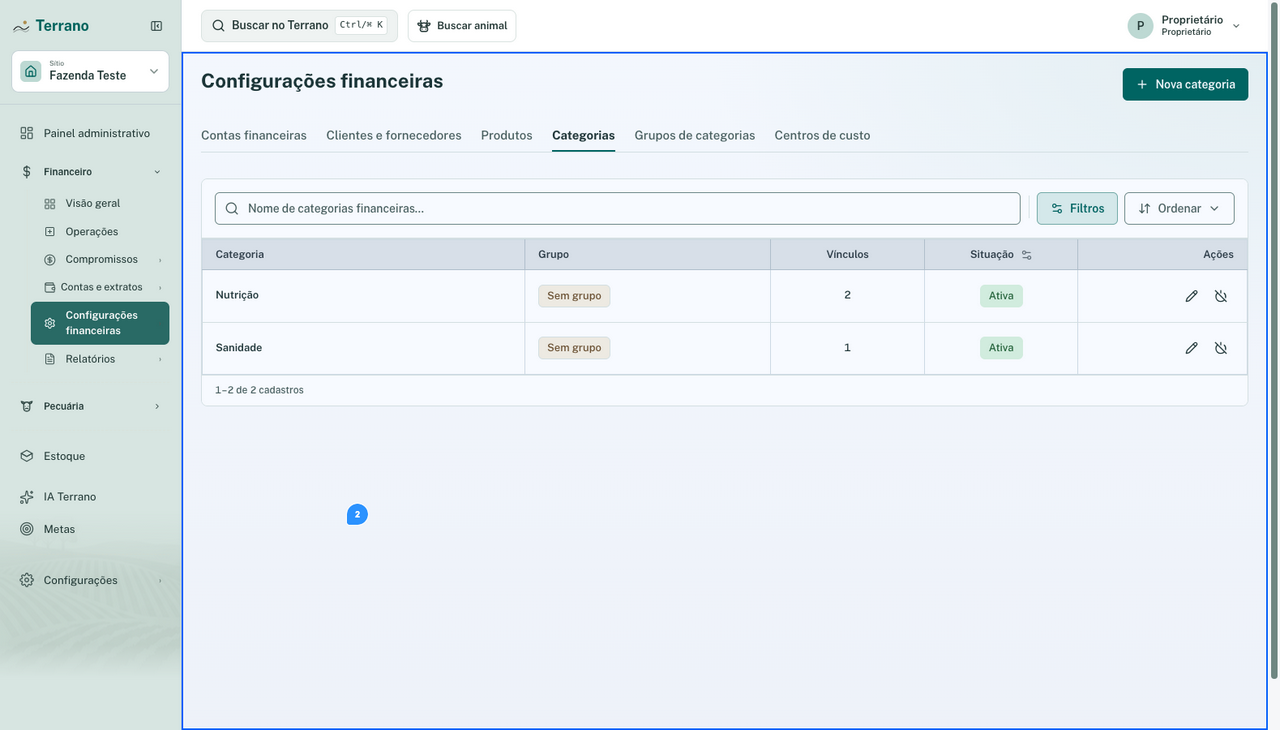 Terrano
Buscar no Terrano Ctrl/⌘ K
Buscar animal
P
Proprietário
Proprietário
Sítio
Fazenda Teste
Painel administrativo
Financeiro
Visão geral
Operações
Compromissos
Contas e extratos
Configurações
financeiras
Relatórios
Pecuária
Estoque
IA Terrano
Metas
Configurações
Configurações financeiras
Nova categoria
Contas financeiras Clientes e fornecedores Produtos Categorias Grupos de categorias Centros de custo
Nome de categorias financeiras...
Filtros
Ordenar
Categoria Grupo Vínculos Situação Ações
Nutrição Sem grupo 2 Ativa
Sanidade Sem grupo 1 Ativa
1–2 de 2 cadastros
2